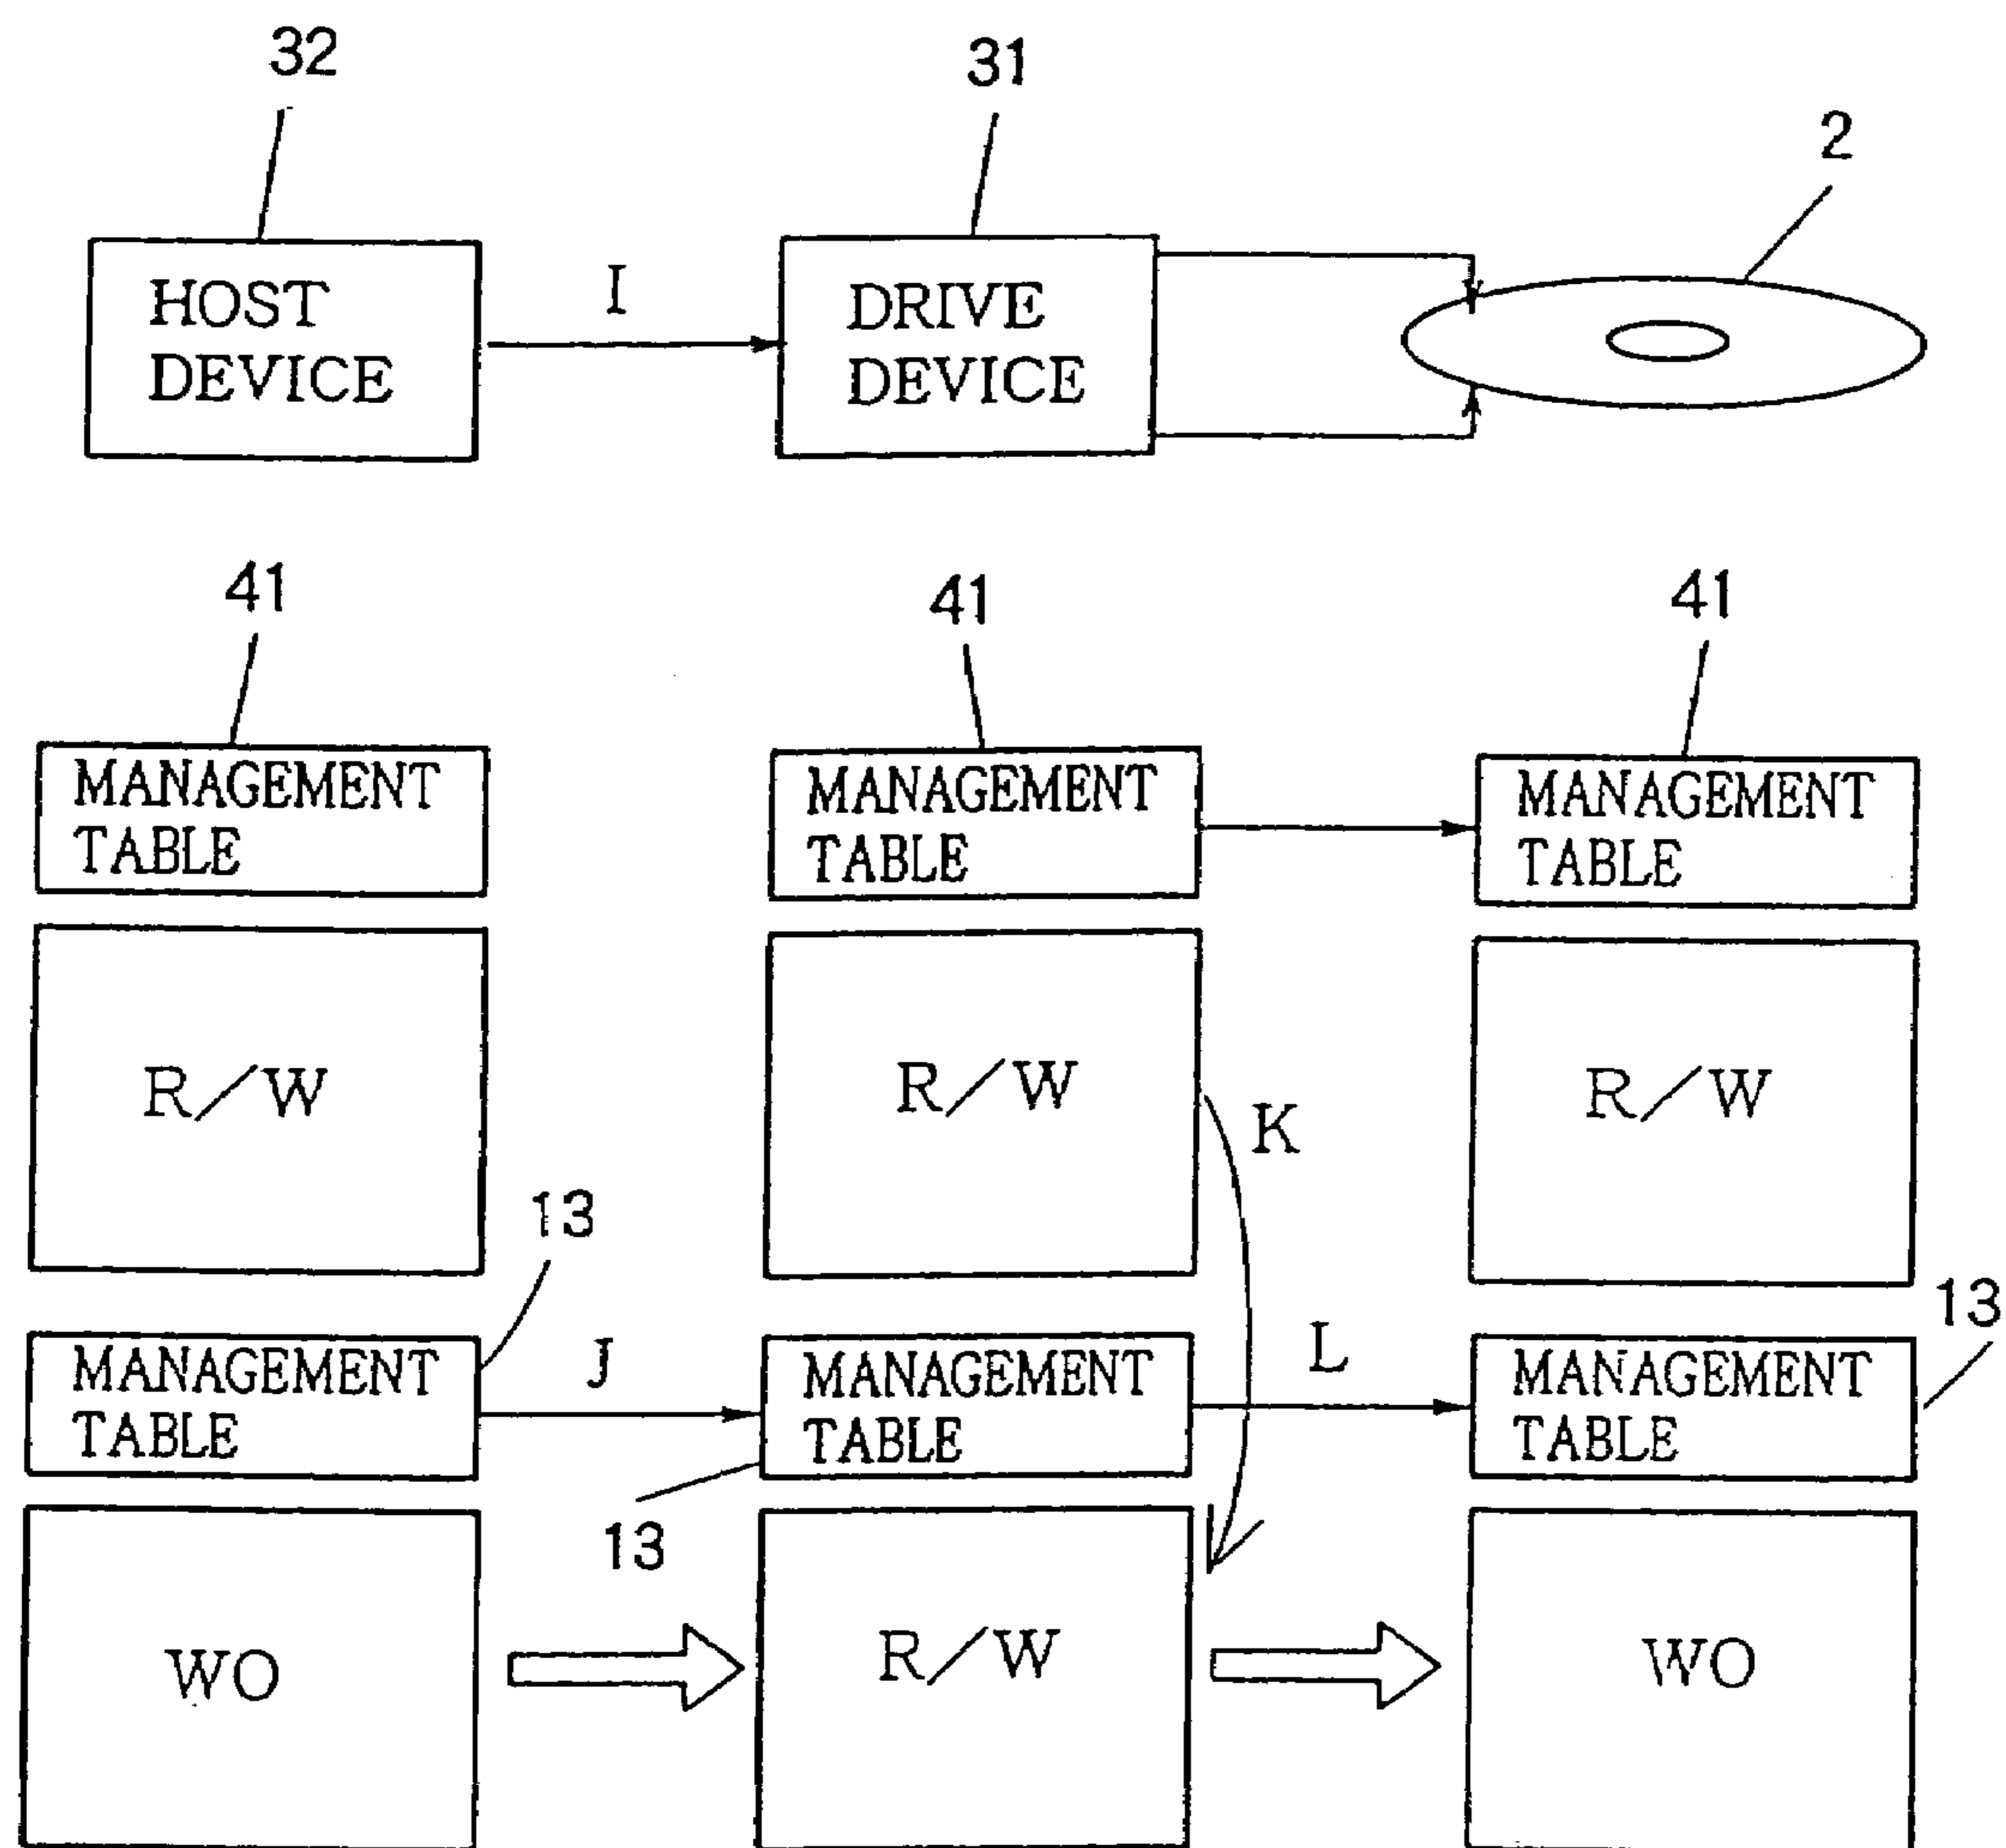 32
31
2
HOST
DEVICE
I
DRIVE
DEVICE
41
41
41
MANAGEMENT
TABLE
MANAGEMENT
TABLE
MANAGEMENT
TABLE
R/W
R/W
K
R/W
13
13
MANAGEMENT
TABLE
J
MANAGEMENT
TABLE
L
MANAGEMENT
TABLE
13
WO
R/W
WO